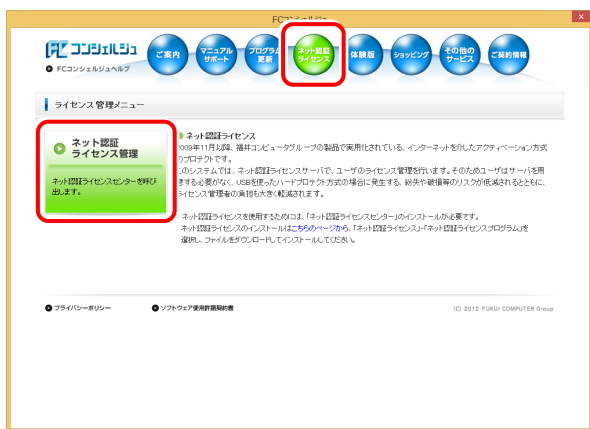 FCコンシェルジュ
FC コンシェルジュ
FCコンシェルジュヘルプ
ご案内
マニュアル
サポート
プログラム
更新
ネット認証
ライセンス
体験版
ショッピング
その他の
サービス
ご契約情報
ライセンス管理メニュー
ネット認証
ライセンス管理
ネット認証ライセンスセンターを呼び
出します。
ネット認証ライセンス
2009年11月以降、福井コンピュータグループの製品で実用化されている、インターネットを介したアクティベーション方式
のプロテクトです。
このシステムでは、ネット認証ライセンスサーバで、ユーザのライセンス管理を行います。そのためユーザはサーバを用
意する必要がなく、USBを使ったハードプロテクト方式の場合に発生する、紛失や破損等のリスクが低減されるとともに、
ライセンス管理者の負担も大きく軽減されます。
ネット認証ライセンスを使用するためには、「ネット認証ライセンスセンター」のインストールが必要です。
ネット認証ライセンスのインストールはこちらのページから、「ネット認証ライセンス」-「ネット認証ライセンスプログラム」を
選択し、ファイルをダウンロードしてインストールしてください。
プライバシーポリシー
ソフトウェア使用許諾契約書
(C) 2012 FUKUI COMPUTER Group